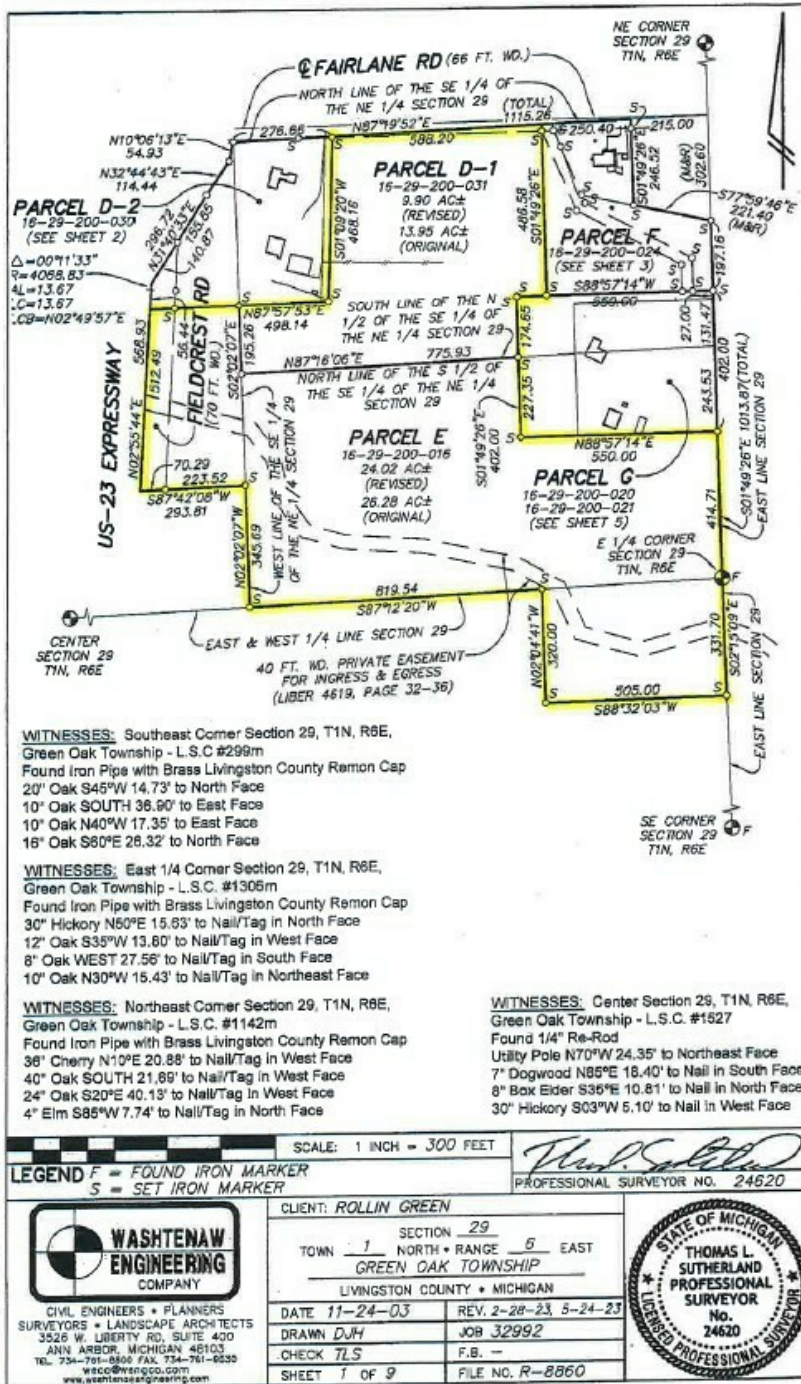 NE CORNER
SECTION 29
T1N, R6E
℄ FAIRLANE RD (66 FT. WD.)
NORTH LINE OF THE SE 1/4 OF
THE NE 1/4 SECTION 29
(TOTAL)
1115.26
N87°19'52"E
276.66
588.20
250.40
215.00
N10°06'13"E
54.93
N32°44'43"E
114.44
PARCEL D-2
16-29-200-030
(SEE SHEET 2)
PARCEL D-1
16-29-200-031
9.90 AC±
(REVISED)
13.95 AC±
(ORIGINAL)
S01°09'20"W
468.16
486.58
S01°49'26"E
S01°49'26"E
246.52
(M&R)
302.60
S77°59'46"E
221.40
(M&R)
PARCEL F
16-29-200-024
(SEE SHEET 3)
197.16
296.72
N31°40'33"E
155.85
140.87
Δ=00°11'33"
R=4068.83
AL=13.67
LC=13.67
LCB=N02°49'57"E
S88°57'14"W
550.00
27.00
131.47
402.00
N87°57'53"E
498.14
SOUTH LINE OF THE N
1/2 OF THE SE 1/4 OF
THE NE 1/4 SECTION 29
174.65
568.93
1512.49
56.44
FIELDCREST RD
(70 FT. WD.)
S02°02'07"E
195.26
N87°16'06"E
775.93
NORTH LINE OF THE S 1/2 OF
THE SE 1/4 OF THE NE 1/4
SECTION 29
227.35
243.53
S01°49'26"E 1013.87(TOTAL)
EAST LINE SECTION 29
US-23 EXPRESSWAY
N02°55'44"E
PARCEL E
16-29-200-016
24.02 AC±
(REVISED)
26.28 AC±
(ORIGINAL)
S01°49'26"E
402.00
N88°57'14"E
550.00
PARCEL G
16-29-200-020
16-29-200-021
(SEE SHEET 5)
414.71
70.29
223.52
S87°42'08"W
293.81
N02°02'07"W
345.69
WEST LINE OF THE SE 1/4
OF THE NE 1/4 SECTION 29
E 1/4 CORNER
SECTION 29
T1N, R6E
F
819.54
S87°12'20"W
CENTER
SECTION 29
T1N, R6E
EAST & WEST 1/4 LINE SECTION 29
40 FT. WD. PRIVATE EASEMENT
FOR INGRESS & EGRESS
(LIBER 4619, PAGE 32-36)
N02°04'41"W
320.00
331.70
S02°15'09"E
EAST LINE SECTION 29
505.00
S88°32'03"W
SE CORNER
SECTION 29
T1N, R6E
F
WITNESSES: Southeast Corner Section 29, T1N, R6E,
Green Oak Township - L.S.C #299m
Found Iron Pipe with Brass Livingston County Remon Cap
20" Oak S45°W 14.73' to North Face
10" Oak SOUTH 36.90' to East Face
10" Oak N40°W 17.35' to East Face
16" Oak S60°E 26.32' to North Face
WITNESSES: East 1/4 Corner Section 29, T1N, R6E,
Green Oak Township - L.S.C. #1306m
Found Iron Pipe with Brass Livingston County Remon Cap
30" Hickory N50°E 15.63' to Nail/Tag in North Face
12" Oak S35°W 13.80' to Nail/Tag in West Face
8" Oak WEST 27.56' to Nail/Tag in South Face
10" Oak N30°W 15.43' to Nail/Tag in Northeast Face
WITNESSES: Northeast Corner Section 29, T1N, R6E,
Green Oak Township - L.S.C. #1142m
Found Iron Pipe with Brass Livingston County Remon Cap
36" Cherry N10°E 20.88' to Nail/Tag in West Face
40" Oak SOUTH 21.69' to Nail/Tag in West Face
24" Oak S20°E 40.13' to Nail/Tag in West Face
4" Elm S85°W 7.74' to Nail/Tag in North Face
WITNESSES: Center Section 29, T1N, R6E,
Green Oak Township - L.S.C. #1527
Found 1/4" Re-Rod
Utility Pole N70°W 24.35' to Northeast Face
7" Dogwood N85°E 18.40' to Nail in South Face
8" Box Elder S35°E 10.81' to Nail in North Face
30" Hickory S03°W 5.10' to Nail in West Face
SCALE: 1 INCH = 300 FEET
LEGEND F = FOUND IRON MARKER
S = SET IRON MARKER
PROFESSIONAL SURVEYOR NO. 24620
WASHTENAW
ENGINEERING
COMPANY
CIVIL ENGINEERS • PLANNERS
SURVEYORS • LANDSCAPE ARCHITECTS
3526 W. LIBERTY RD, SUITE 400
ANN ARBOR, MICHIGAN 48103
TEL. 734-761-8800 FAX. 734-761-9530
weco@wengco.com
www.washtenawengineering.com
CLIENT: ROLLIN GREEN
SECTION 29
TOWN 1 NORTH • RANGE 6 EAST
GREEN OAK TOWNSHIP
LIVINGSTON COUNTY • MICHIGAN
DATE 11-24-03
REV. 2-28-23, 5-24-23
DRAWN DJH
JOB 32992
CHECK TLS
F.B. -
SHEET 1 OF 9
FILE NO. R-8860
STATE OF MICHIGAN
THOMAS L.
SUTHERLAND
PROFESSIONAL
SURVEYOR
No.
24620
LICENSED PROFESSIONAL SURVEYOR